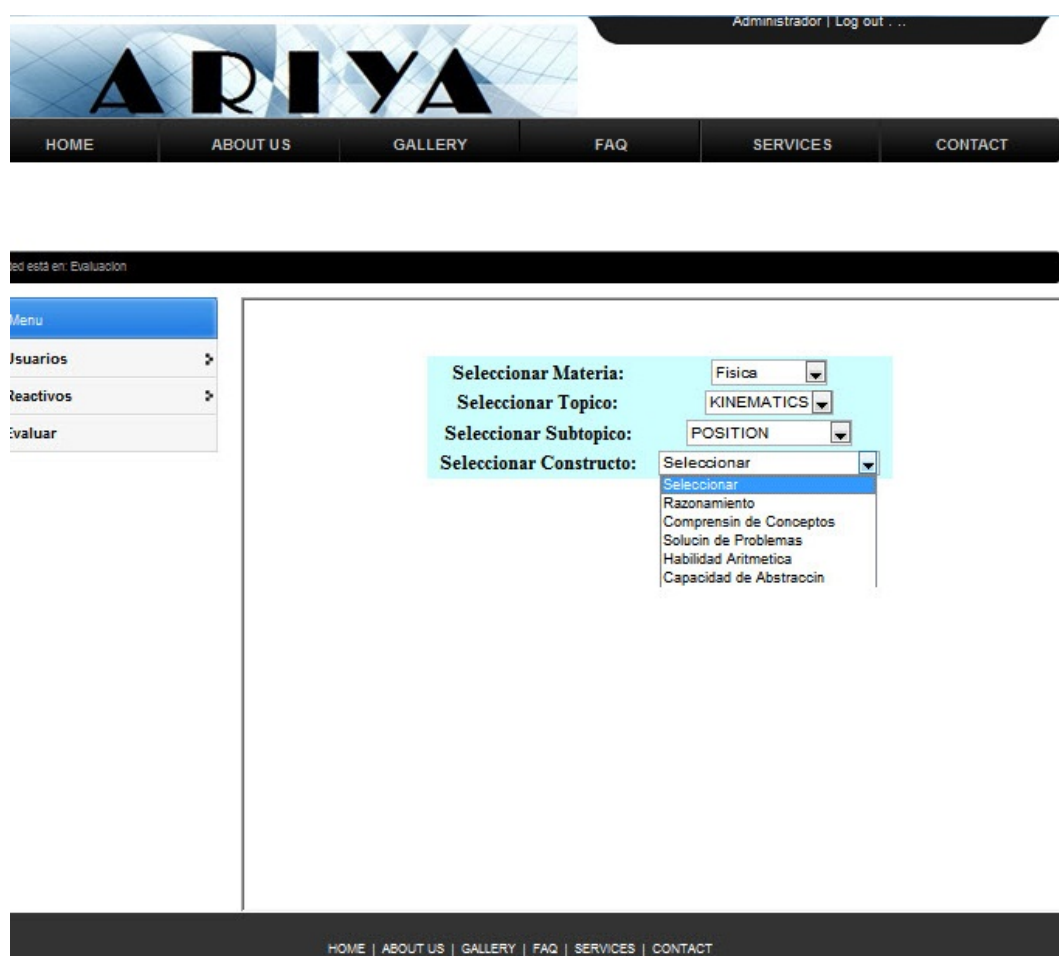 Administrador | Log out . ..
ARIYA
HOME ABOUT US GALLERY FAQ SERVICES CONTACT
está en: Evaluacion
Menu
Usuarios
Reactivos
Evaluar
Seleccionar Materia: Fisica
Seleccionar Topico: KINEMATICS
Seleccionar Subtopico: POSITION
Seleccionar Constructo: Seleccionar
Seleccionar
Razonamiento
Comprensin de Conceptos
Solucin de Problemas
Habilidad Aritmetica
Capacidad de Abstraccin
HOME | ABOUT US | GALLERY | FAQ | SERVICES | CONTACT